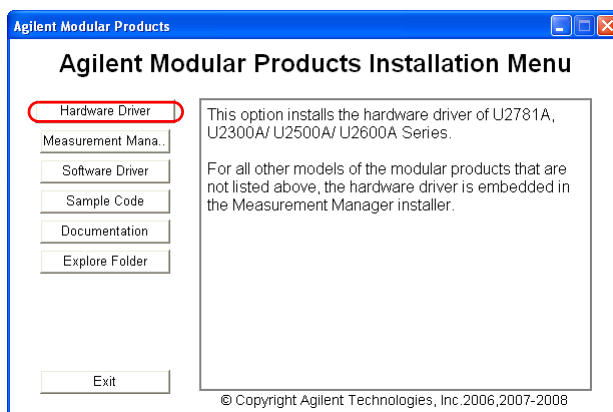 Agilent Modular Products
Agilent Modular Products Installation Menu
Hardware Driver
Measurement Mana..
Software Driver
Sample Code
Documentation
Explore Folder
Exit
This option installs the hardware driver of U2781A,
U2300A/ U2500A/ U2600A Series.
For all other models of the modular products that are
not listed above, the hardware driver is embedded in
the Measurement Manager installer.
© Copyright Agilent Technologies, Inc.2006,2007-2008